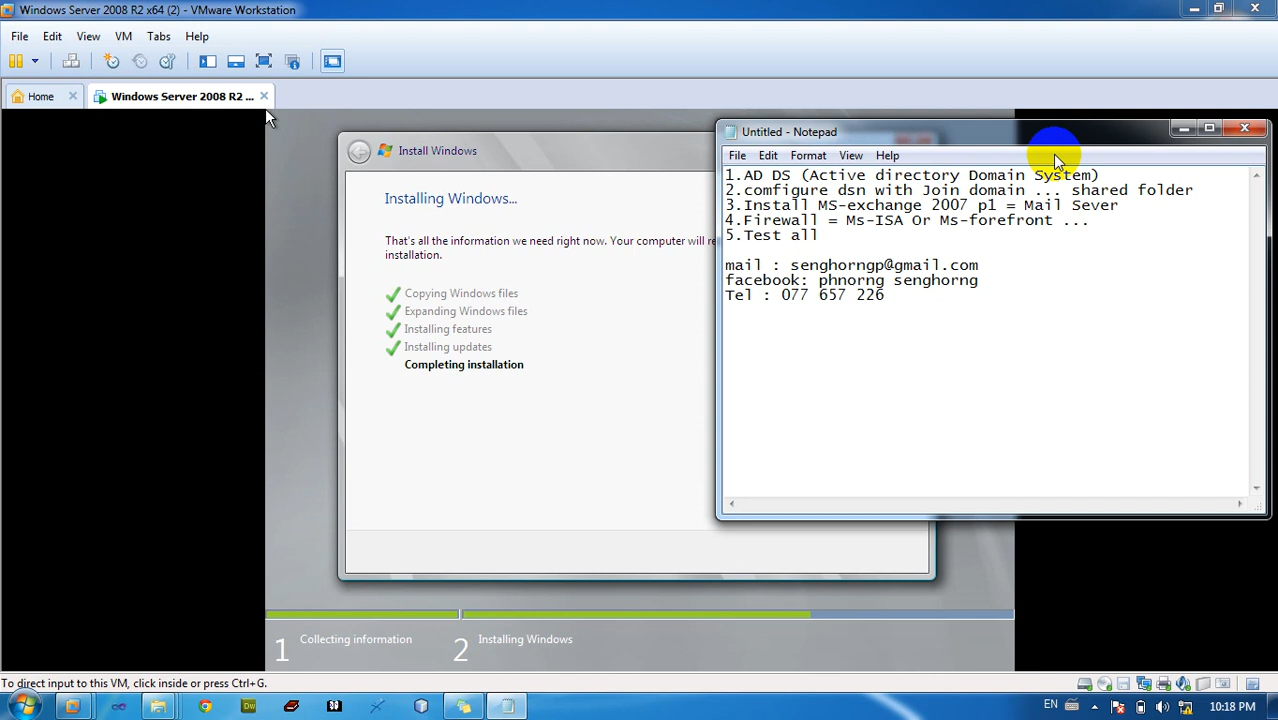 Windows Server 2008 R2 x64 (2) - VMware Workstation
File Edit View VM Tabs Help
Home
Windows Server 2008 R2 ...
Install Windows
Installing Windows...
That's all the information we need right now. Your computer will re
installation.
Copying Windows files
Expanding Windows files
Installing features
Installing updates
Completing installation
Untitled - Notepad
File Edit Format View Help
1.AD DS (Active directory Domain System)
2.configure dsn with Join domain ... shared folder
3.Install MS-exchange 2007 p1 = Mail Sever
4.Firewall = Ms-ISA Or Ms-forefront ...
5.Test all
mail : senghorngp@gmail.com
facebook: phnorng senghorng
Tel : 077 657 226
1 Collecting information
2 Installing Windows
To direct input to this VM, click inside or press Ctrl+G.
Dw
EN
10:18 PM